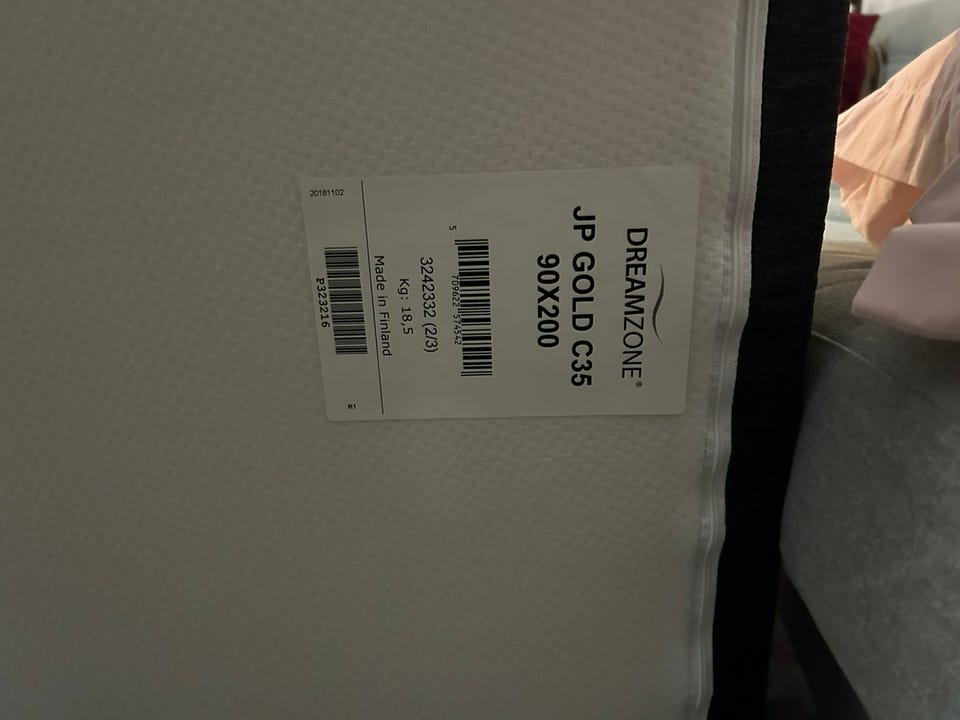 DREAMZONE®
JP GOLD C35
90X200
5 709622 574542
3242332 (2/3)
Kg: 18,5
Made in Finland
P323216
20181102
R1